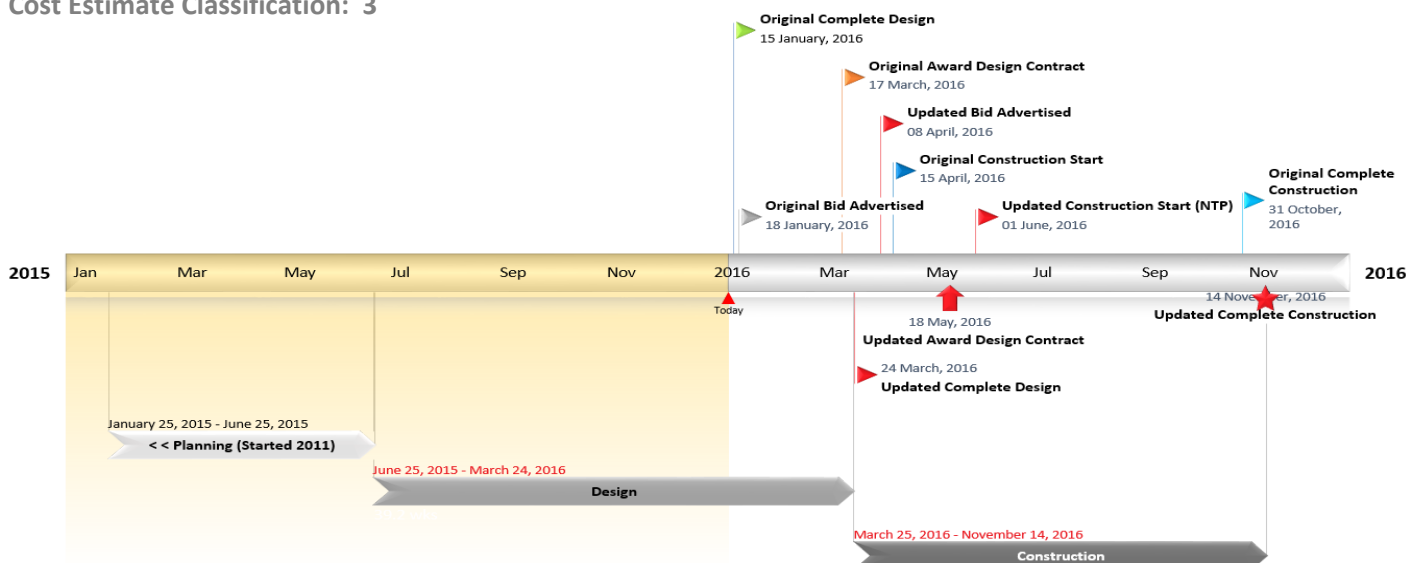 Cost Estimate Classification: 3
Original Complete Design
15 January, 2016
Original Award Design Contract
17 March, 2016
Updated Bid Advertised
08 April, 2016
Original Construction Start
15 April, 2016
Original Complete
Construction
31 October,
2016
Original Bid Advertised
18 January, 2016
Updated Construction Start (NTP)
01 June, 2016
2015 Jan Mar May Jul Sep Nov 2016 Mar May Jul Sep Nov 2016
Today
14 November, 2016
Updated Complete Construction
18 May, 2016
Updated Award Design Contract
24 March, 2016
Updated Complete Design
January 25, 2015 - June 25, 2015
< < Planning (Started 2011)
June 25, 2015 - March 24, 2016
Design
March 25, 2016 - November 14, 2016
Construction